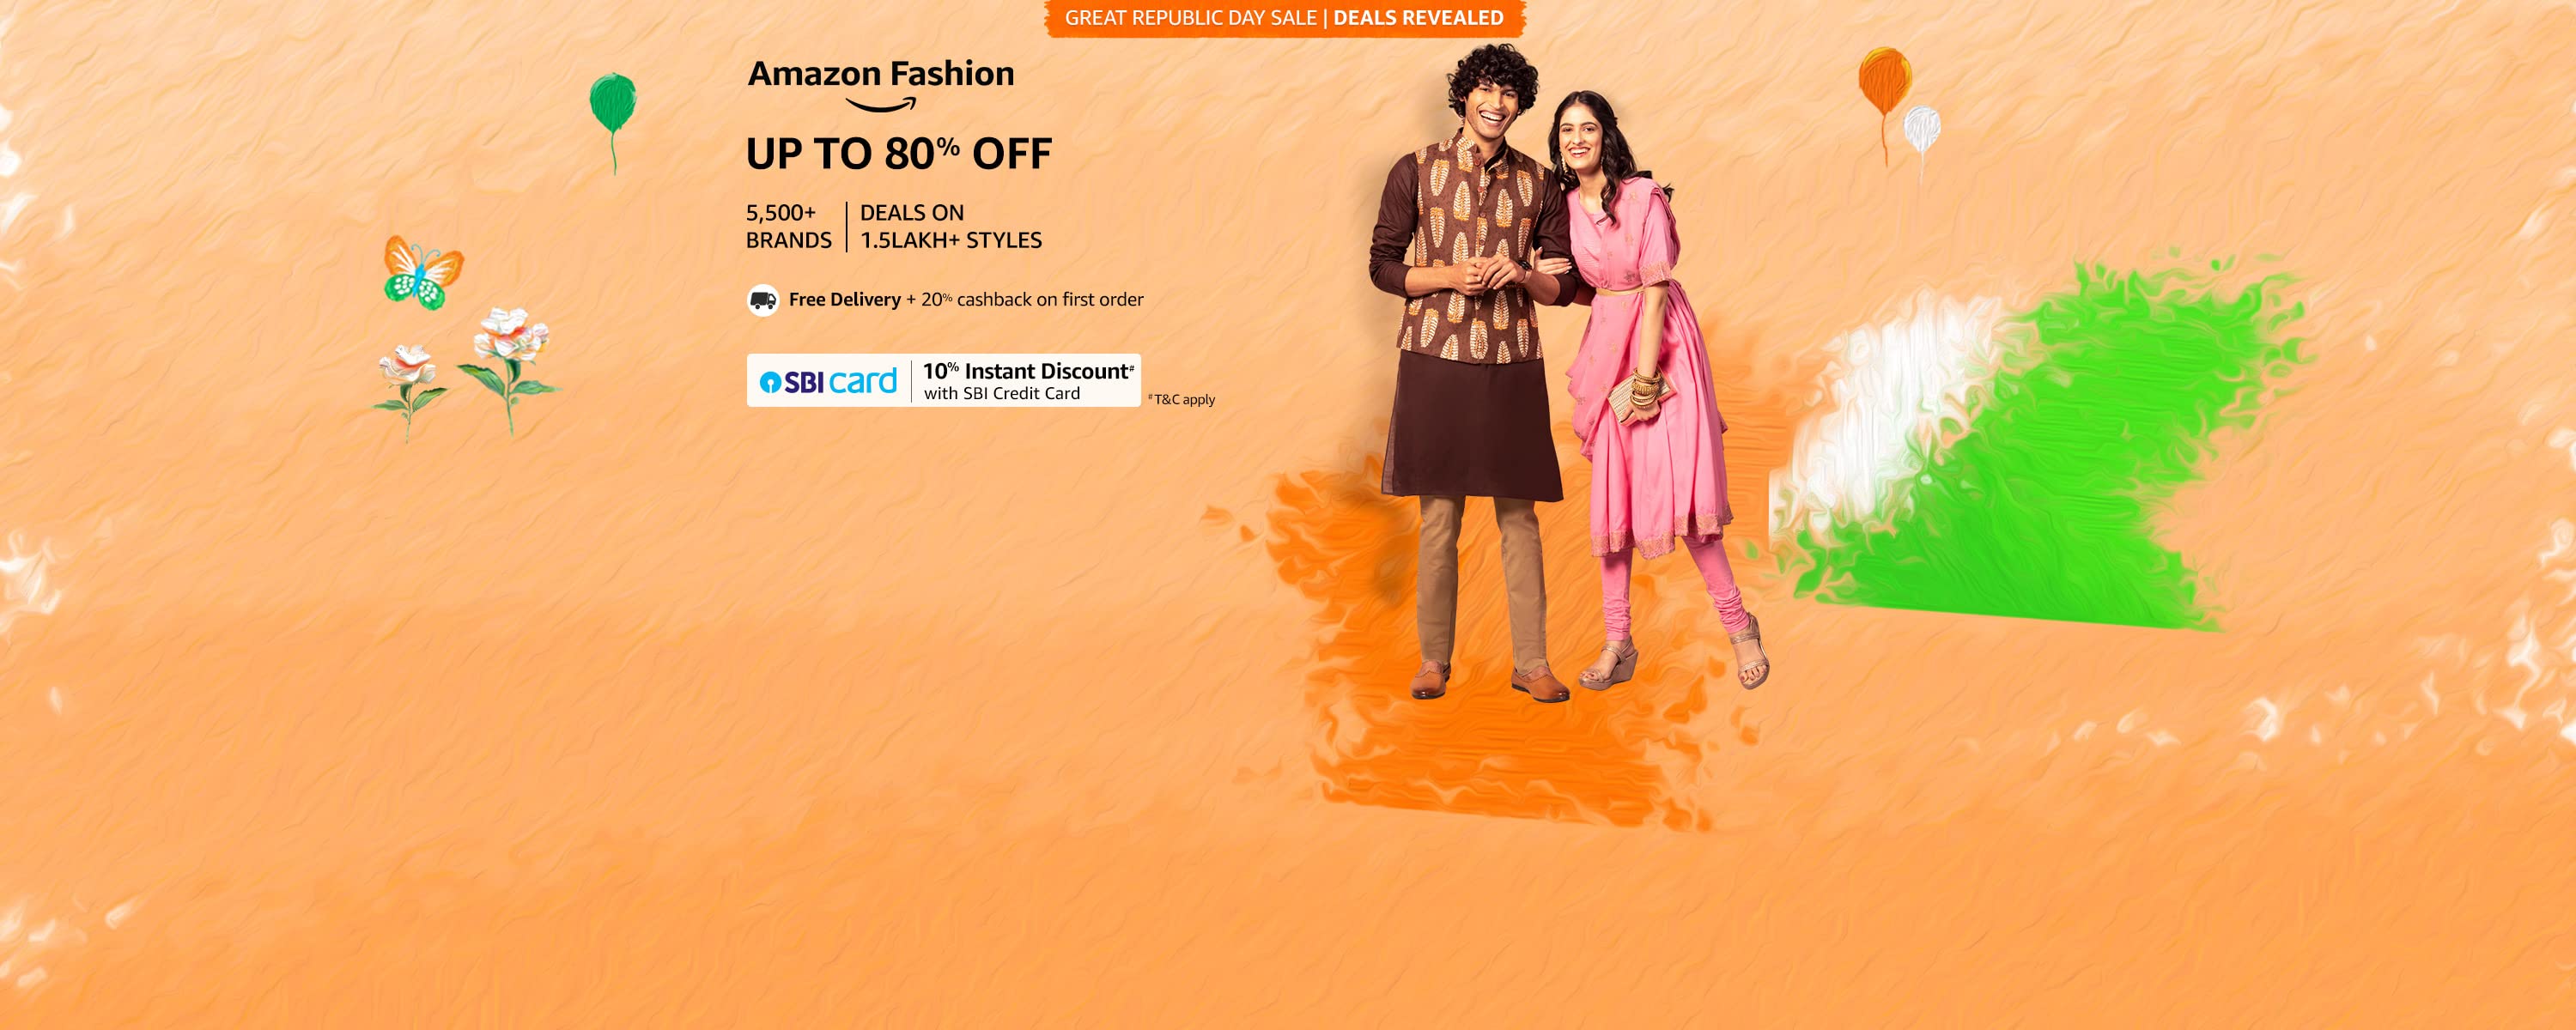 GREAT REPUBLIC DAY SALE | DEALS REVEALED
Amazon Fashion
UP TO 80% OFF
5,500+
BRANDS
DEALS ON
1.5LAKH+ STYLES
Free Delivery + 20% cashback on first order
SBI card
10% Instant Discount#
with SBI Credit Card
#T&C apply